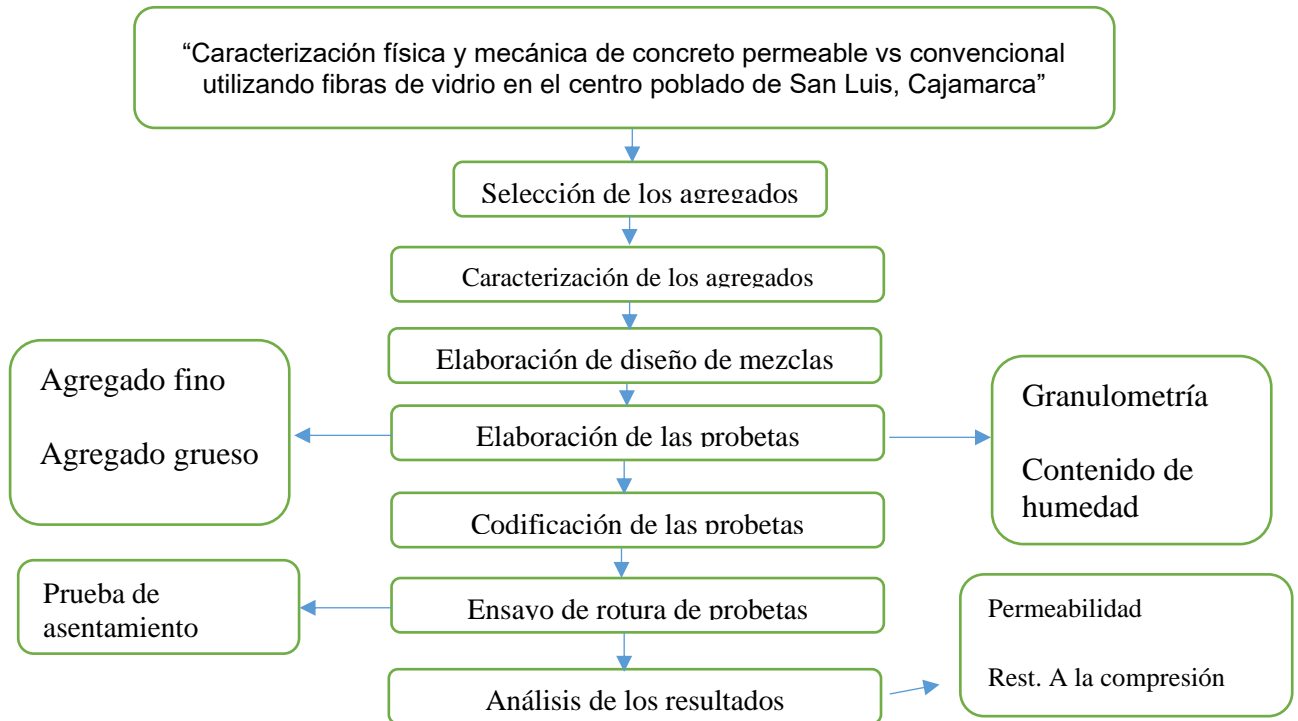 “Caracterización física y mecánica de concreto permeable vs convencional
utilizando fibras de vidrio en el centro poblado de San Luis, Cajamarca”
Selección de los agregados
Caracterización de los agregados
Elaboración de diseño de mezclas
Agregado fino
Agregado grueso
Elaboración de las probetas
Granulometría
Contenido de
humedad
Codificación de las probetas
Prueba de
asentamiento
Ensayo de rotura de probetas
Permeabilidad
Rest. A la compresión
Análisis de los resultados